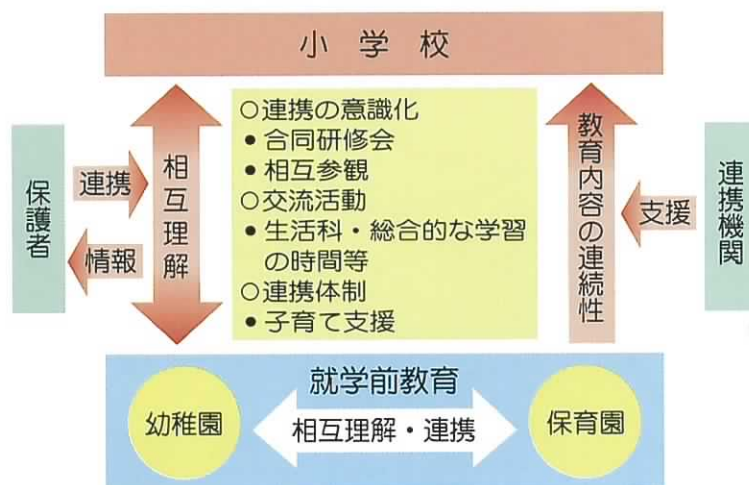 小学校
保護者
連携
情報
相互理解
○連携の意識化
●合同研修会
●相互参観
○交流活動
●生活科・総合的な学習
の時間等
○連携体制
●子育て支援
教育内容の連続性
支援
連携機関
就学前教育
幼稚園
相互理解・連携
保育園